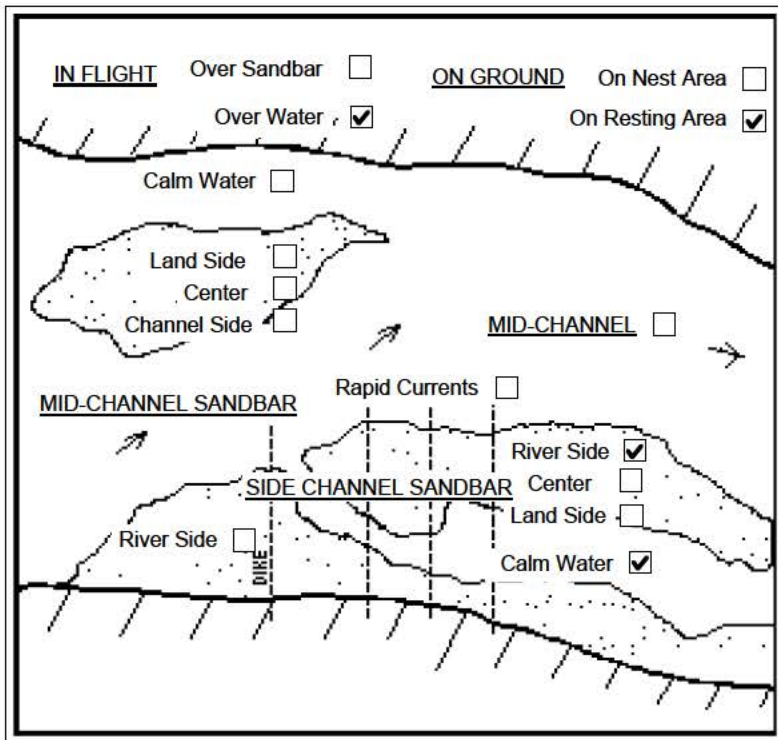 IN FLIGHT
Over Sandbar
ON GROUND
On Nest Area
Over Water
On Resting Area
Calm Water
Land Side
Center
Channel Side
MID-CHANNEL
Rapid Currents
MID-CHANNEL SANDBAR
River Side
SIDE CHANNEL SANDBAR
Center
Land Side
River Side
DIKE
Calm Water